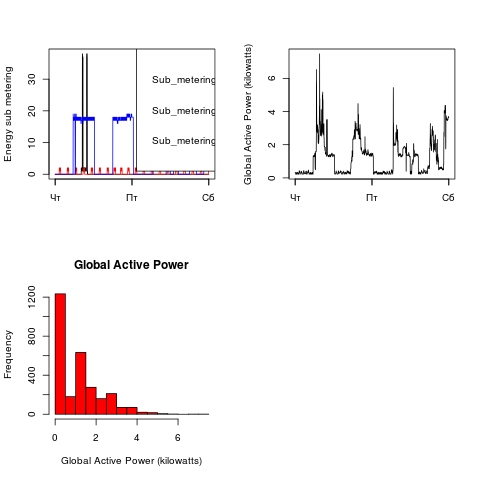 Energy sub metering
0 10 20 30
Sub_metering
Sub_metering
Sub_metering
Чт Пт Сб
Global Active Power (kilowatts)
0 2 4 6
Чт Пт Сб
Global Active Power
Frequency
0 400 800 1200
0 2 4 6
Global Active Power (kilowatts)